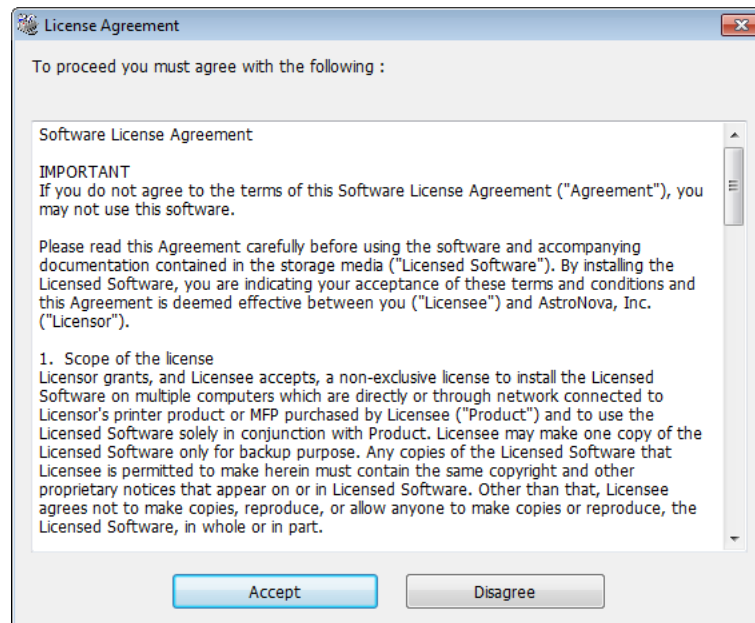 License Agreement
To proceed you must agree with the following :
Software License Agreement
IMPORTANT
If you do not agree to the terms of this Software License Agreement ("Agreement"), you
may not use this software.
Please read this Agreement carefully before using the software and accompanying
documentation contained in the storage media ("Licensed Software"). By installing the
Licensed Software, you are indicating your acceptance of these terms and conditions and
this Agreement is deemed effective between you ("Licensee") and AstroNova, Inc.
("Licensor").
1.  Scope of the license
Licensor grants, and Licensee accepts, a non-exclusive license to install the Licensed
Software on multiple computers which are directly or through network connected to
Licensor's printer product or MFP purchased by Licensee ("Product") and to use the
Licensed Software solely in conjunction with Product. Licensee may make one copy of the
Licensed Software only for backup purpose. Any copies of the Licensed Software that
Licensee is permitted to make herein must contain the same copyright and other
proprietary notices that appear on or in Licensed Software. Other than that, Licensee
agrees not to make copies, reproduce, or allow anyone to make copies or reproduce, the
Licensed Software, in whole or in part.
Accept Disagree